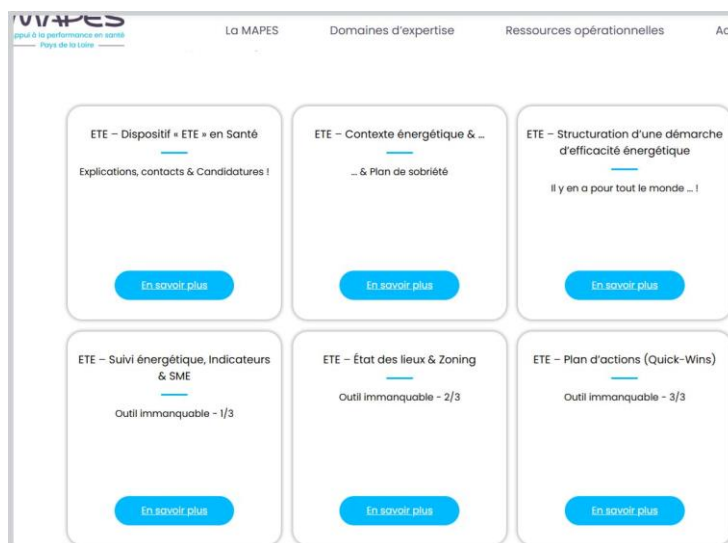 MAPES
appui à la performance en santé
Pays de la Loire
La MAPES
Domaines d'expertise
Ressources opérationnelles
ETE – Dispositif « ETE » en Santé
Explications, contacts & Candidatures !
En savoir plus
ETE – Contexte énergétique & ...
... & Plan de sobriété
En savoir plus
ETE – Structuration d'une démarche
d'efficacité énergétique
Il y en a pour tout le monde ... !
En savoir plus
ETE – Suivi énergétique, Indicateurs
& SME
Outil immanquable - 1/3
En savoir plus
ETE – État des lieux & Zoning
Outil immanquable - 2/3
En savoir plus
ETE – Plan d'actions (Quick-Wins)
Outil immanquable - 3/3
En savoir plus